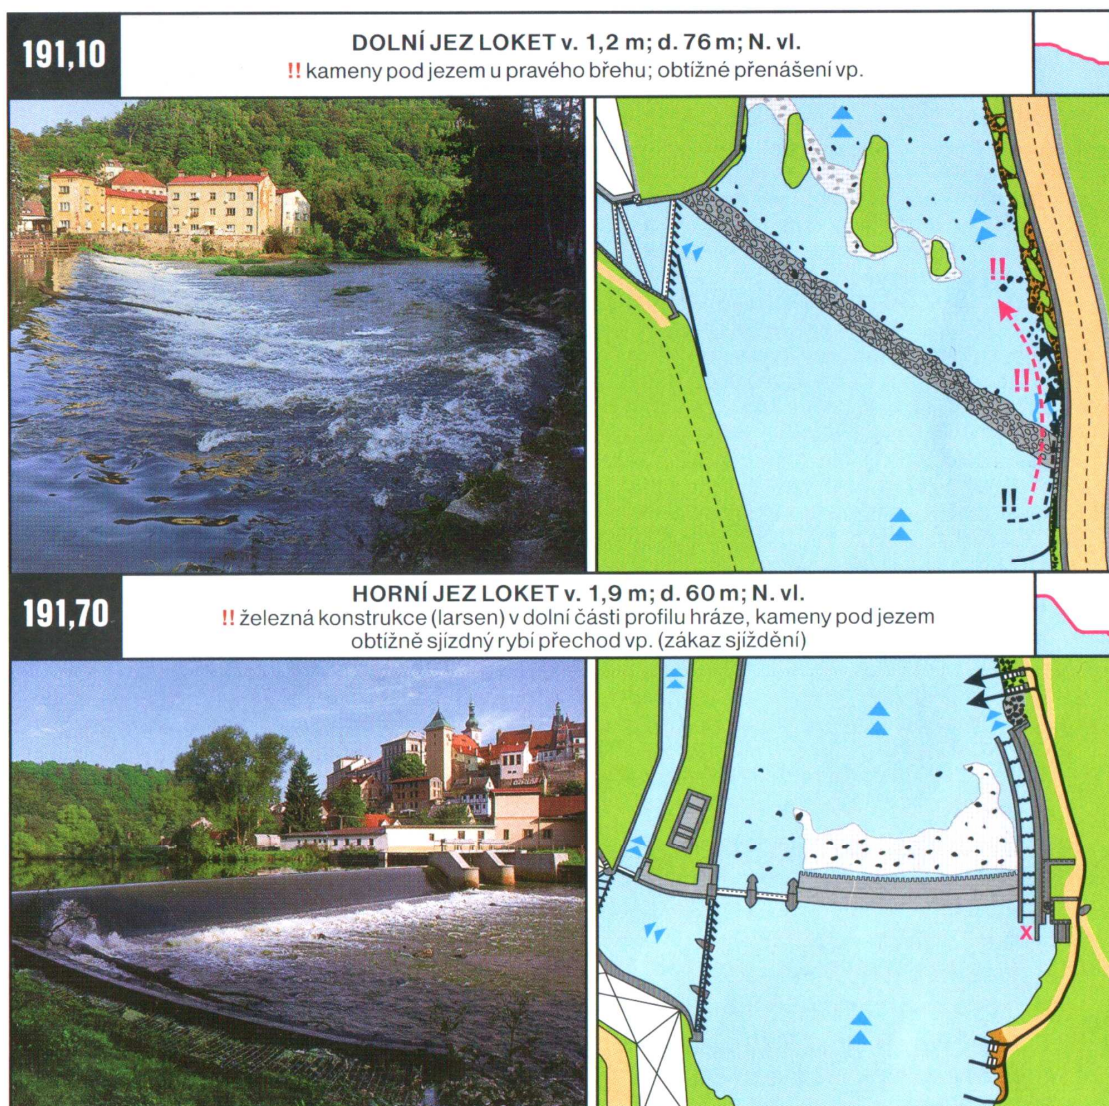 191,10
DOLNÍ JEZ LOKET v. 1,2 m; d. 76 m; N. vl.
!! kameny pod jezem u pravého břehu; obtížné přenášení vp.
!!
!!
!!
191,70
HORNÍ JEZ LOKET v. 1,9 m; d. 60 m; N. vl.
!! železná konstrukce (larsen) v dolní části profilu hráze, kameny pod jezem
obtížně sjízdný rybí přechod vp. (zákaz sjíždění)
X